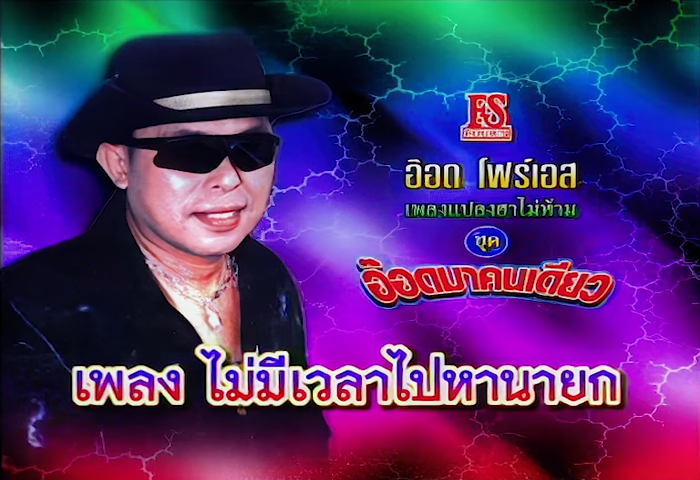 FS
อ๊อด โฟร์เอส
เพลงแปลงฮาไม่ห้าม
ชุด
อ๊อดมาคนเดียว
เพลง ไม่มีเวลาไปหานายก